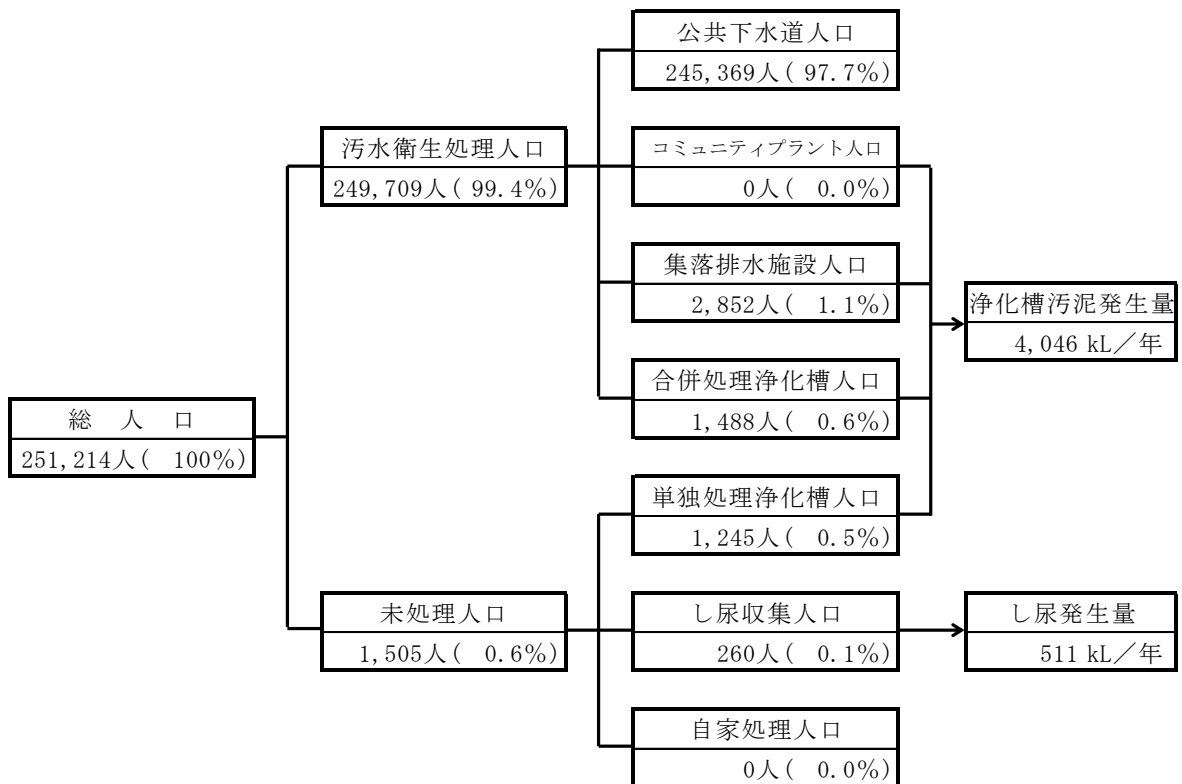 公共下水道人口
245,369人( 97.7%)
汚水衛生処理人口
249,709人( 99.4%)
コミュニティプラント人口
0人( 0.0%)
集落排水施設人口
2,852人( 1.1%)
浄化槽汚泥発生量
4,046 kL／年
合併処理浄化槽人口
1,488人( 0.6%)
総 人 口
251,214人( 100%)
単独処理浄化槽人口
1,245人( 0.5%)
未処理人口
1,505人( 0.6%)
し尿収集人口
260人( 0.1%)
し尿発生量
511 kL／年
自家処理人口
0人( 0.0%)